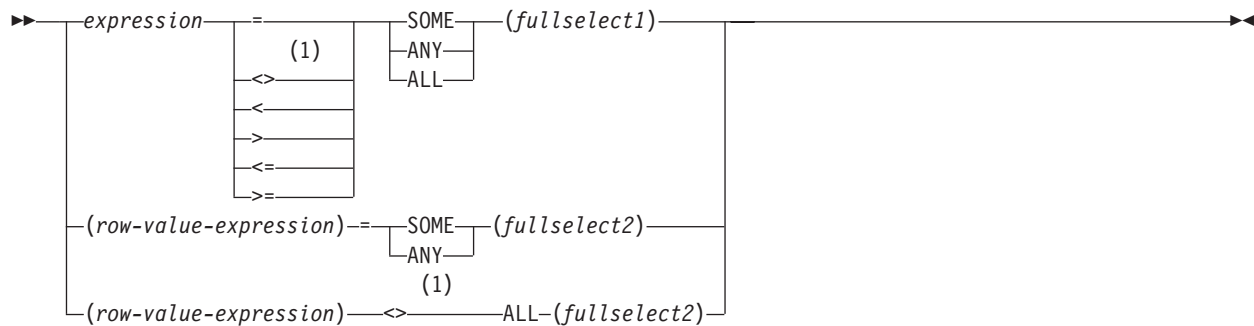 expression = SOME (fullselect1)
(1) ANY
<> ALL
<
>
<=
>=
(row-value-expression) = SOME (fullselect2)
ANY
(1)
(row-value-expression) <> ALL (fullselect2)